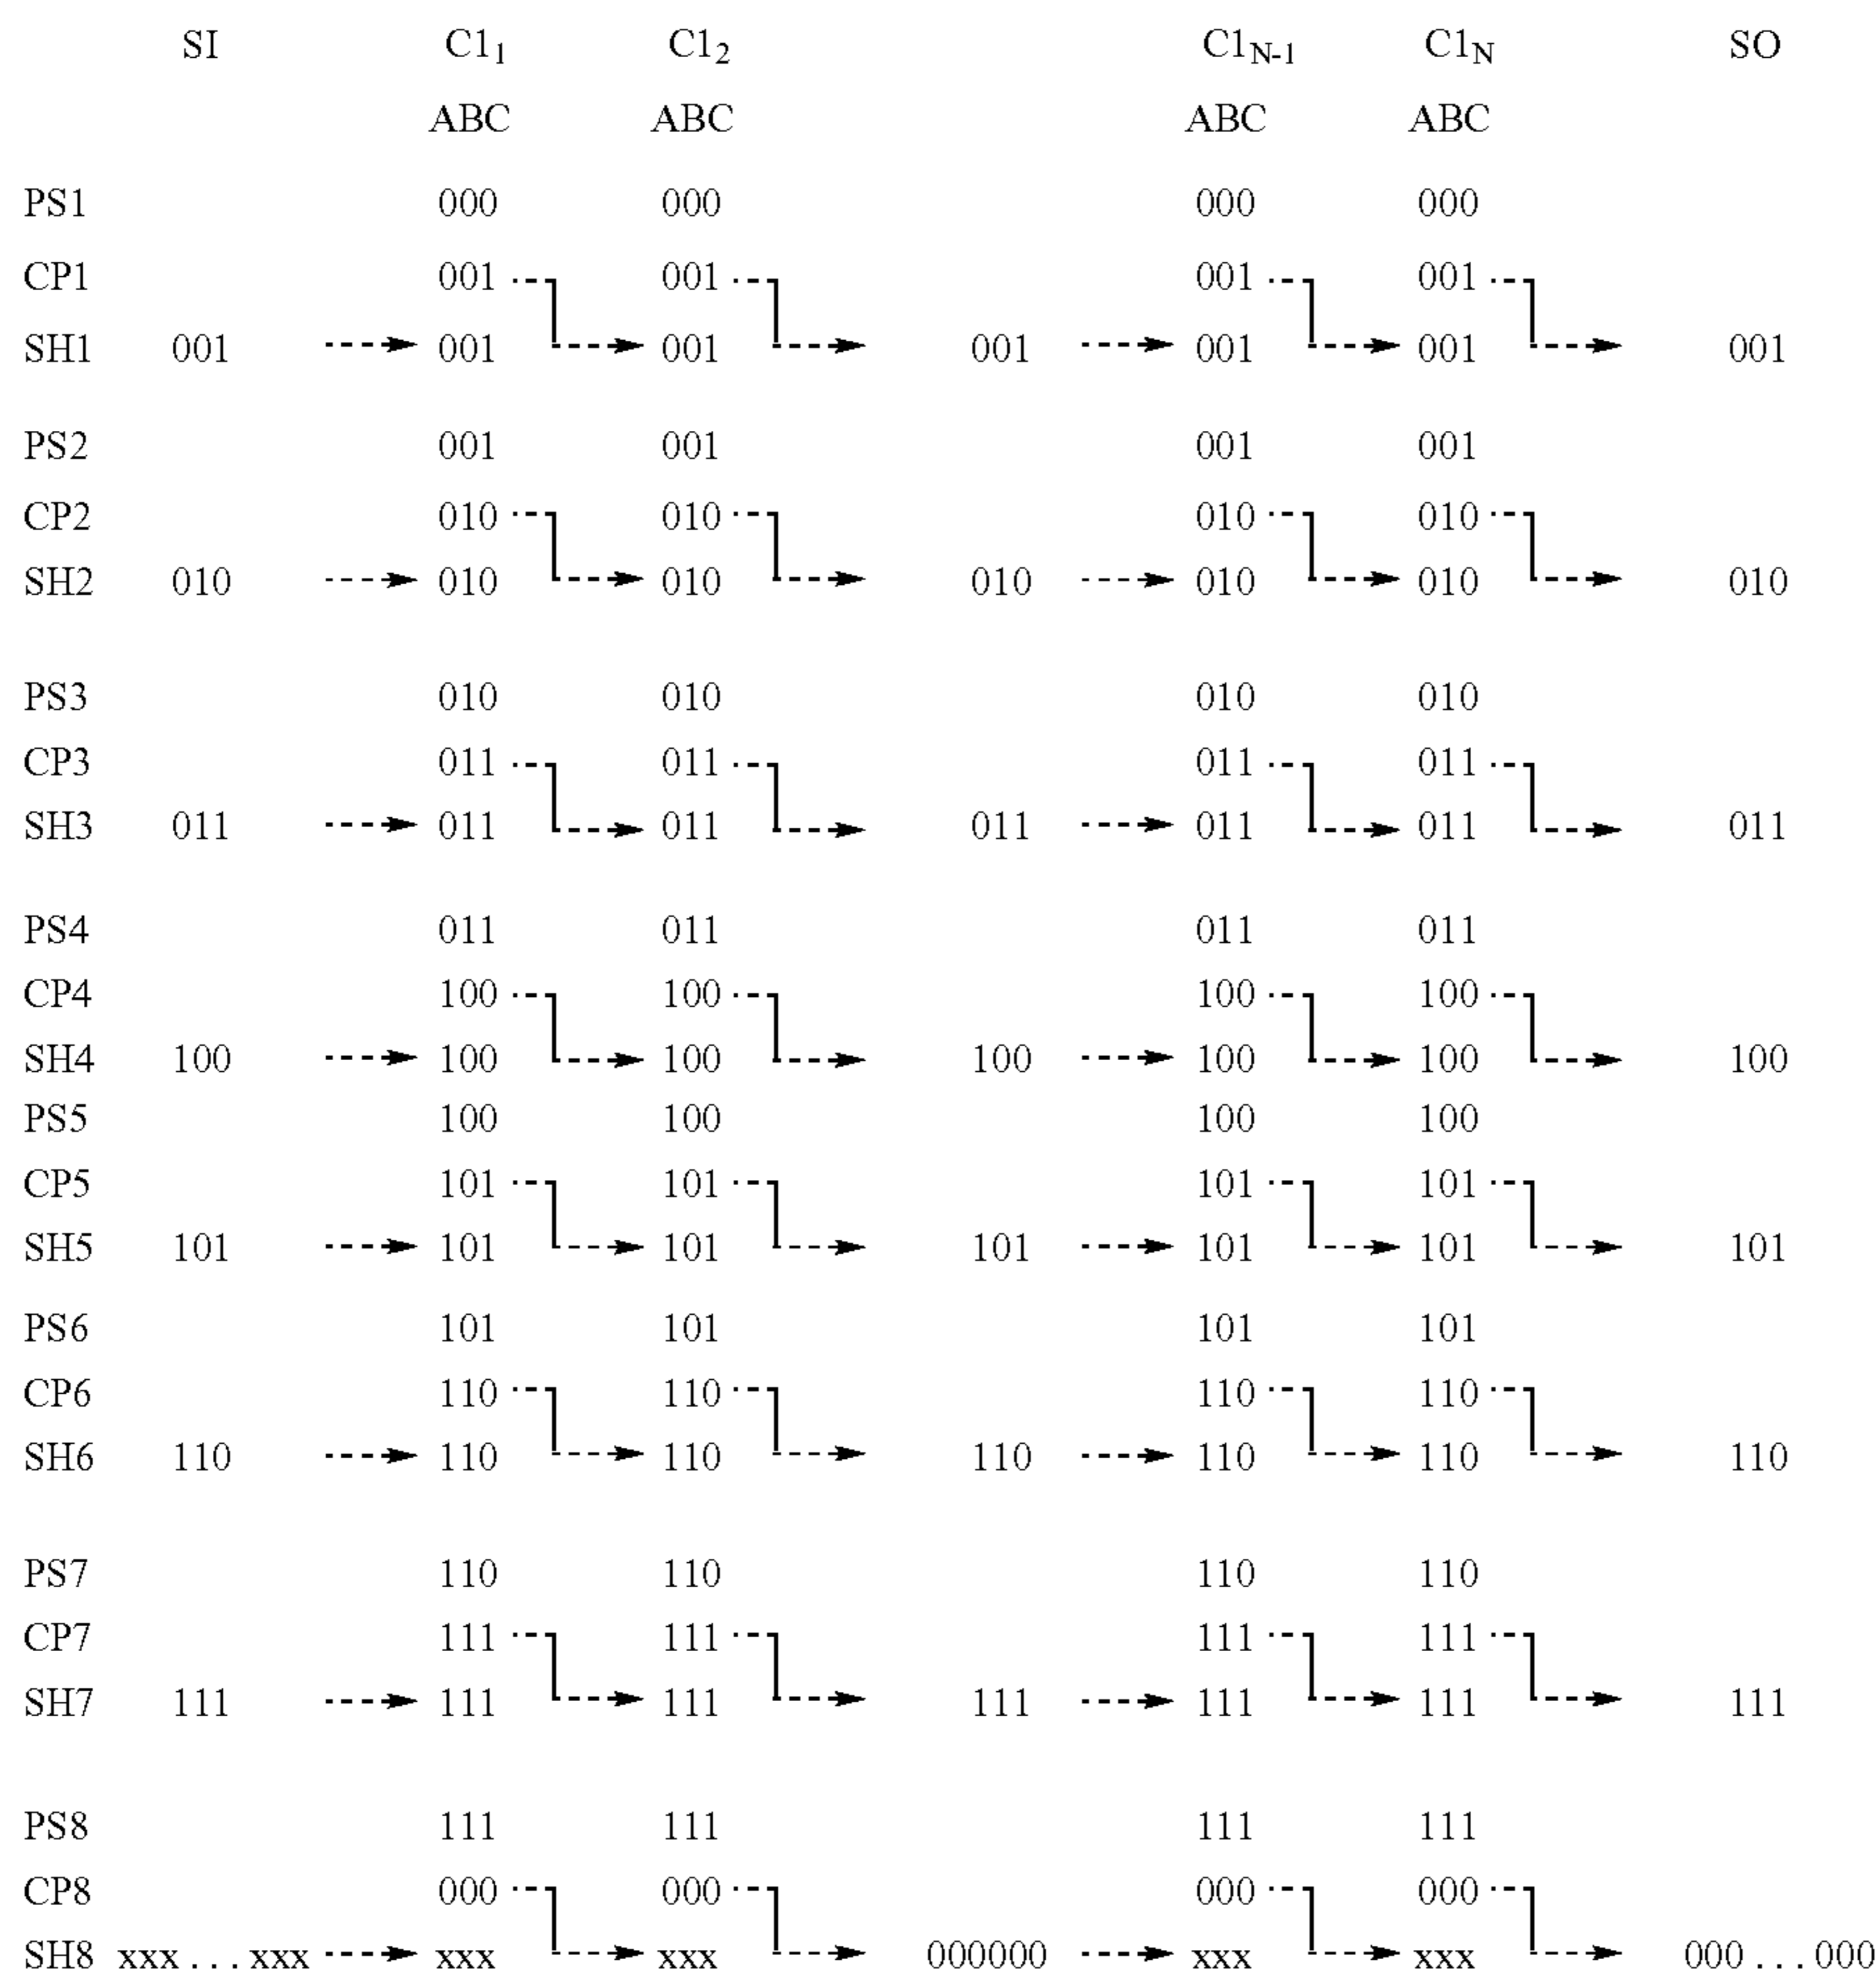 SI C1₁ C1₂ C1N-1 C1N SO
ABC ABC ABC ABC
PS1 000 000 000 000
CP1 001 001 001 001
SH1 001 001 001 001 001 001 001
PS2 001 001 001 001
CP2 010 010 010 010
SH2 010 010 010 010 010 010 010
PS3 010 010 010 010
CP3 011 011 011 011
SH3 011 011 011 011 011 011 011
PS4 011 011 011 011
CP4 100 100 100 100
SH4 100 100 100 100 100 100 100
PS5 100 100 100 100
CP5 101 101 101 101
SH5 101 101 101 101 101 101 101
PS6 101 101 101 101
CP6 110 110 110 110
SH6 110 110 110 110 110 110 110
PS7 110 110 110 110
CP7 111 111 111 111
SH7 111 111 111 111 111 111 111
PS8 111 111 111 111
CP8 000 000 000 000
SH8 xxx . . . xxx xxx xxx 000000 xxx xxx 000 . . . 000